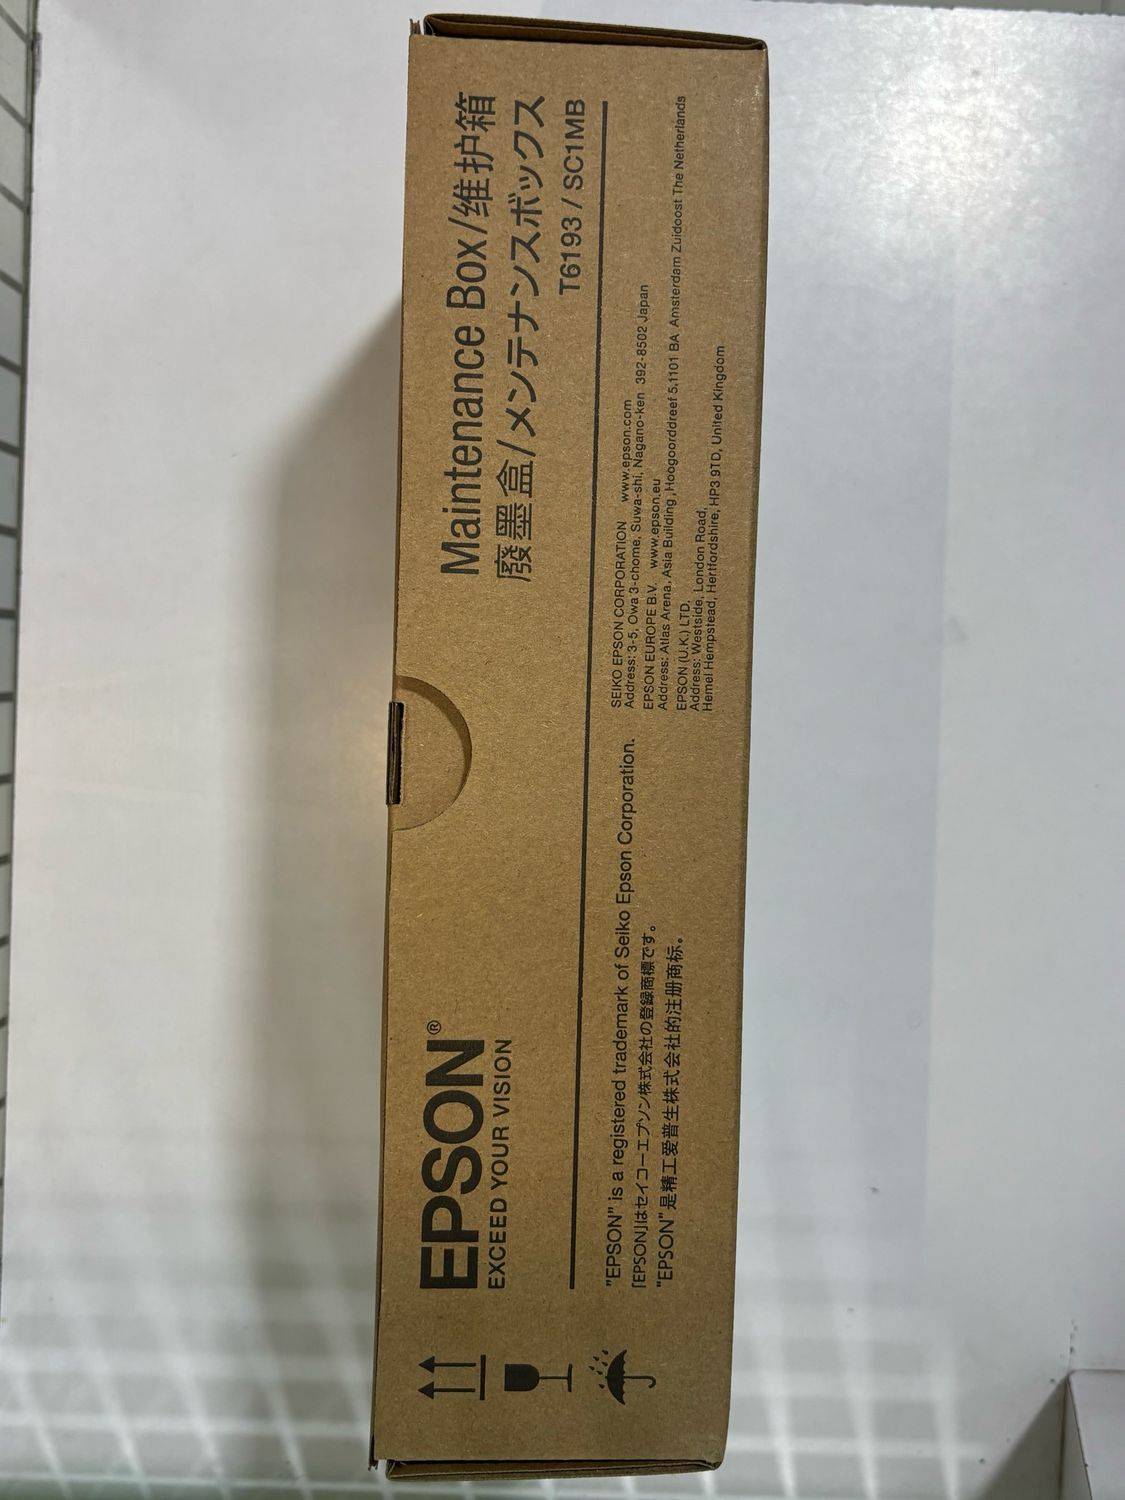 EPSON®
EXCEED YOUR VISION
Maintenance Box/维护箱
廢墨盒/メンテナンスボックス
T6193 / SC1MB
"EPSON" is a registered trademark of Seiko Epson Corporation.
「EPSON」はセイコーエプソン株式会社の登録商標です。
"EPSON"是精工爱普生株式会社的注册商标。
SEIKO EPSON CORPORATION www.epson.com
Address: 3-5, Owa 3-chome, Suwa-shi, Nagano-ken 392-8502 Japan
EPSON EUROPE B.V. www.epson.eu
Address: Atlas Arena, Asia Building, Hoogoorddreef 5,1101 BA Amsterdam Zuidoost The Netherlands
EPSON (U.K.) LTD.
Address: Westside, London Road,
Hemel Hempstead, Hertfordshire, HP3 9TD, United Kingdom